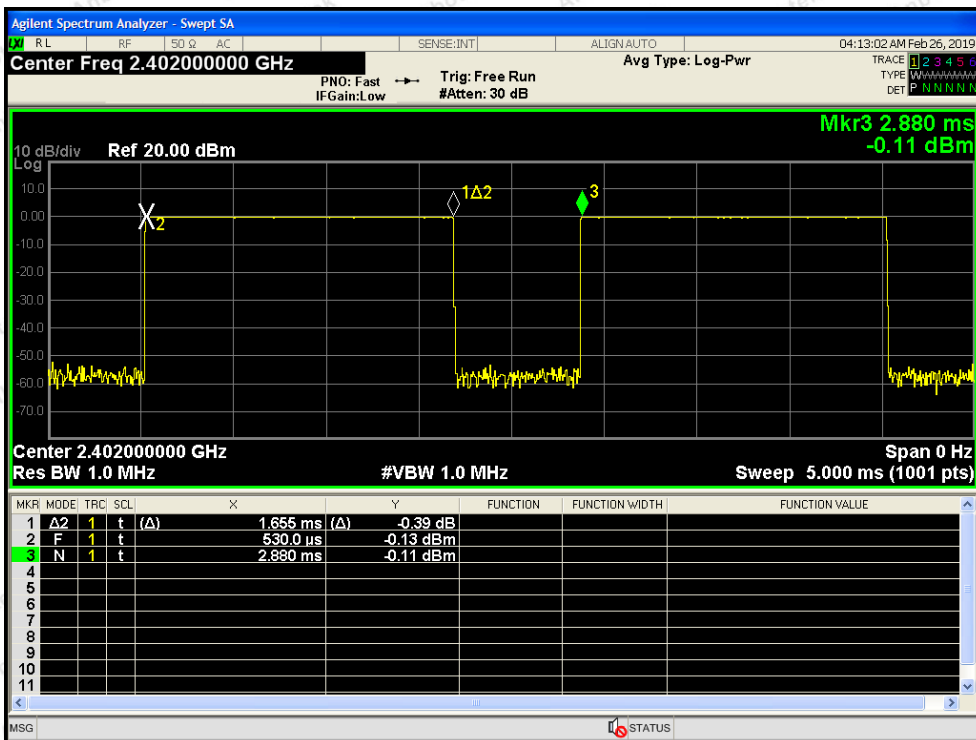 Agilent Spectrum Analyzer - Swept SA
LXI RL RF 50 Ω AC SENSE:INT ALIGN AUTO 04:13:02 AM Feb 26, 2019
Center Freq 2.402000000 GHz Avg Type: Log-Pwr TRACE 1 2 3 4 5 6
PNO: Fast Trig: Free Run TYPE WWWWWW
IFGain:Low #Atten: 30 dB DET P N N N N N
Mkr3 2.880 ms
10 dB/div Ref 20.00 dBm -0.11 dBm
Log
10.0
0.00
-10.0
-20.0
-30.0
-40.0
-50.0
-60.0
-70.0
2
1Δ2
3
Center 2.402000000 GHz Span 0 Hz
Res BW 1.0 MHz #VBW 1.0 MHz Sweep 5.000 ms (1001 pts)
MKR MODE TRC SCL X Y FUNCTION FUNCTION WIDTH FUNCTION VALUE
1 Δ2 1 t (Δ) 1.655 ms (Δ) -0.39 dB
2 F 1 t 530.0 µs -0.13 dBm
3 N 1 t 2.880 ms -0.11 dBm
4
5
6
7
8
9
10
11
MSG STATUS